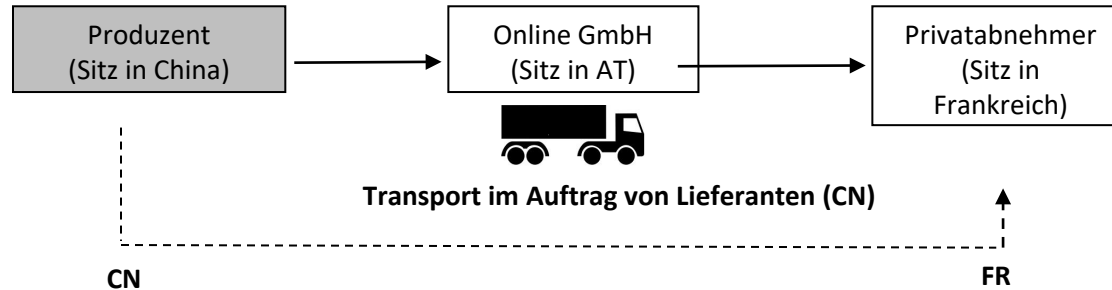 Produzent
(Sitz in China)
Online GmbH
(Sitz in AT)
Privatabnehmer
(Sitz in
Frankreich)
Transport im Auftrag von Lieferanten (CN)
CN
FR